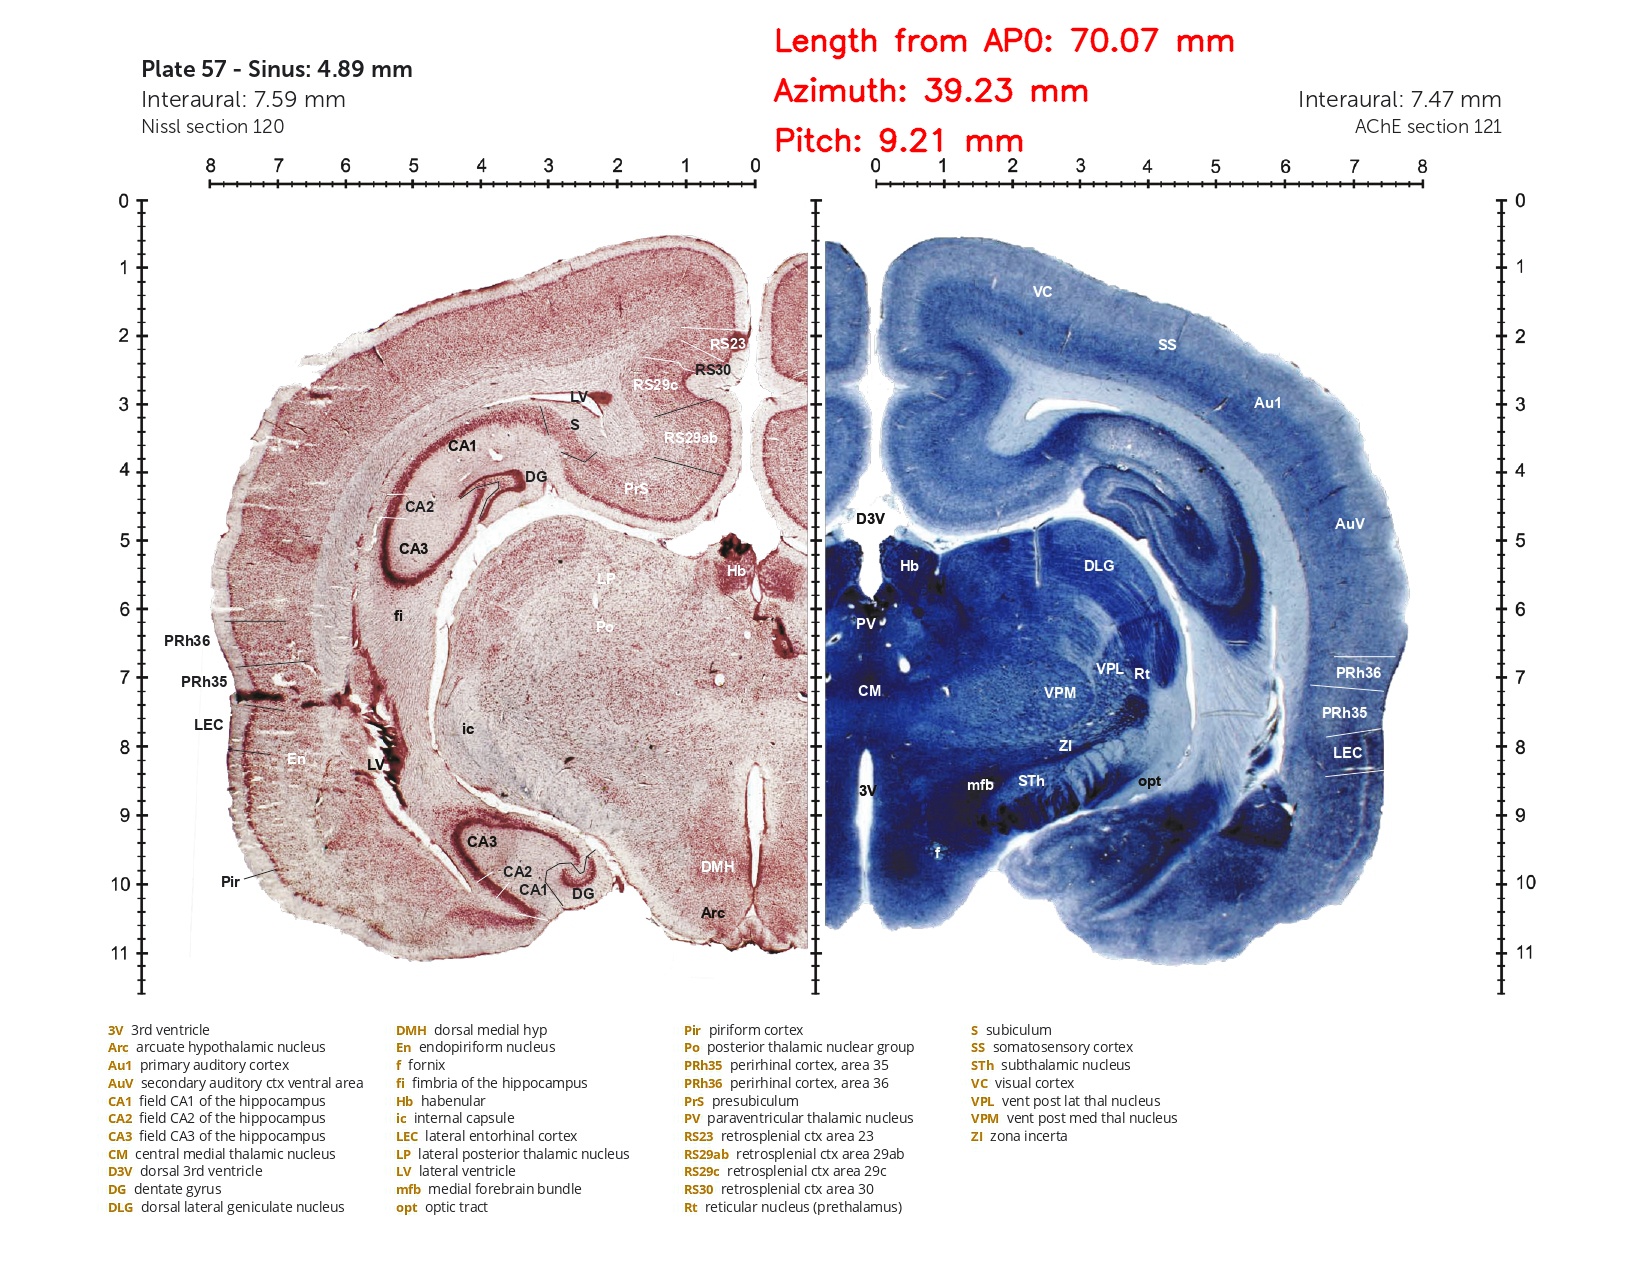 Length from AP0: 70.07 mm
Plate 57 - Sinus: 4.89 mm
Azimuth: 39.23 mm
Interaural: 7.59 mm
Interaural: 7.47 mm
Nissl section 120
AChE section 121
Pitch: 9.21 mm
8 7 6 5 4 3 2 1 0
0 1 2 3 4 5 6 7 8
0 1 2 3 4 5 6 7 8 9 10 11
RS23
RS30
RS29c
LV
S
RS29ab
CA1
DG
PrS
CA2
CA3
Hb
LP
fi
Po
PRh36
PRh35
LEC
ic
En
LV
CA3
DMH
CA2
Pir
CA1
DG
Arc
VC
SS
Au1
D3V
AuV
Hb
DLG
PV
VPL
Rt
PRh36
CM
VPM
PRh35
ZI
LEC
STh
opt
mfb
3V
f
0 1 2 3 4 5 6 7 8 9 10 11
3V 3rd ventricle
Arc arcuate hypothalamic nucleus
Au1 primary auditory cortex
AuV secondary auditory ctx ventral area
CA1 field CA1 of the hippocampus
CA2 field CA2 of the hippocampus
CA3 field CA3 of the hippocampus
CM central medial thalamic nucleus
D3V dorsal 3rd ventricle
DG dentate gyrus
DLG dorsal lateral geniculate nucleus
DMH dorsal medial hyp
En endopiriform nucleus
f fornix
fi fimbria of the hippocampus
Hb habenular
ic internal capsule
LEC lateral entorhinal cortex
LP lateral posterior thalamic nucleus
LV lateral ventricle
mfb medial forebrain bundle
opt optic tract
Pir piriform cortex
Po posterior thalamic nuclear group
PRh35 perirhinal cortex, area 35
PRh36 perirhinal cortex, area 36
PrS presubiculum
PV paraventricular thalamic nucleus
RS23 retrosplenial ctx area 23
RS29ab retrosplenial ctx area 29ab
RS29c retrosplenial ctx area 29c
RS30 retrosplenial ctx area 30
Rt reticular nucleus (prethalamus)
S subiculum
SS somatosensory cortex
STh subthalamic nucleus
VC visual cortex
VPL vent post lat thal nucleus
VPM vent post med thal nucleus
ZI zona incerta